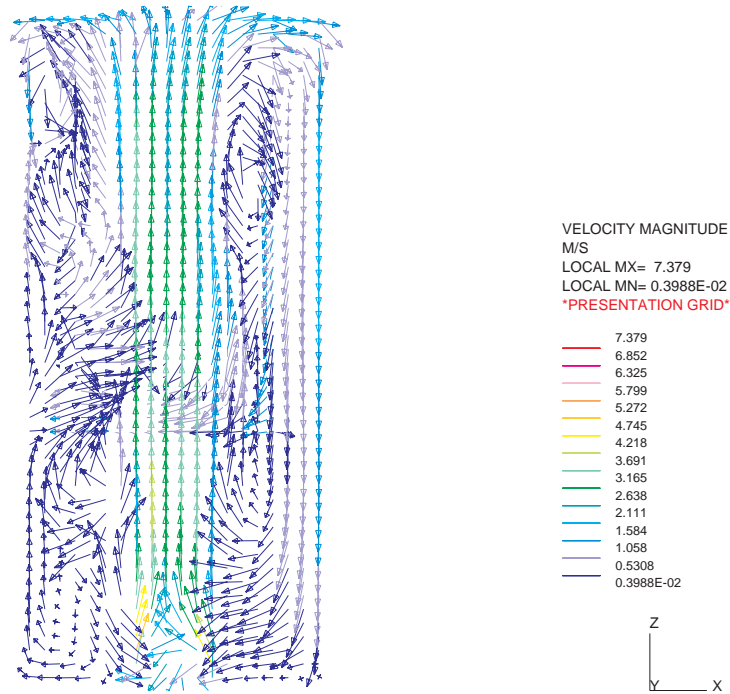 VELOCITY MAGNITUDE
M/S
LOCAL MX= 7.379
LOCAL MN= 0.3988E-02
*PRESENTATION GRID*
7.379
6.852
6.325
5.799
5.272
4.745
4.218
3.691
3.165
2.638
2.111
1.584
1.058
0.5308
0.3988E-02
Z
Y X